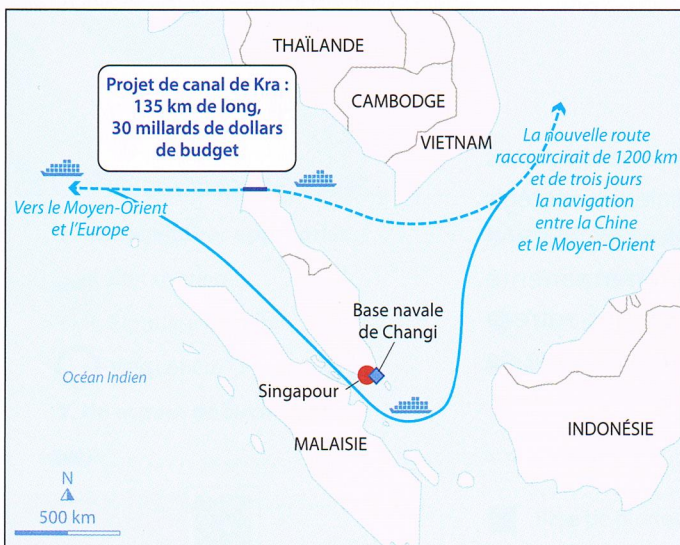 THAÏLANDE
Projet de canal de Kra :
135 km de long,
30 millards de dollars
de budget
CAMBODGE
VIETNAM
La nouvelle route
raccourcirait de 1200 km
et de trois jours
la navigation
entre la Chine
et le Moyen-Orient
Vers le Moyen-Orient
et l'Europe
Base navale
de Changi
Océan Indien
Singapour
MALAISIE
INDONÉSIE
N
500 km